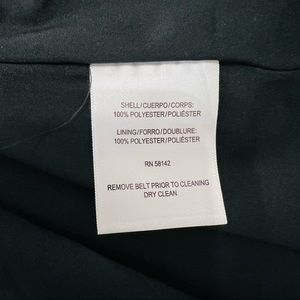 SHELL/CUERPO/CORPS:
100% POLYESTER/POLIÉSTER
LINING/FORRO/DOUBLURE:
100% POLYESTER/POLIÉSTER
RN 58142
REMOVE BELT PRIOR TO CLEANING
DRY CLEAN